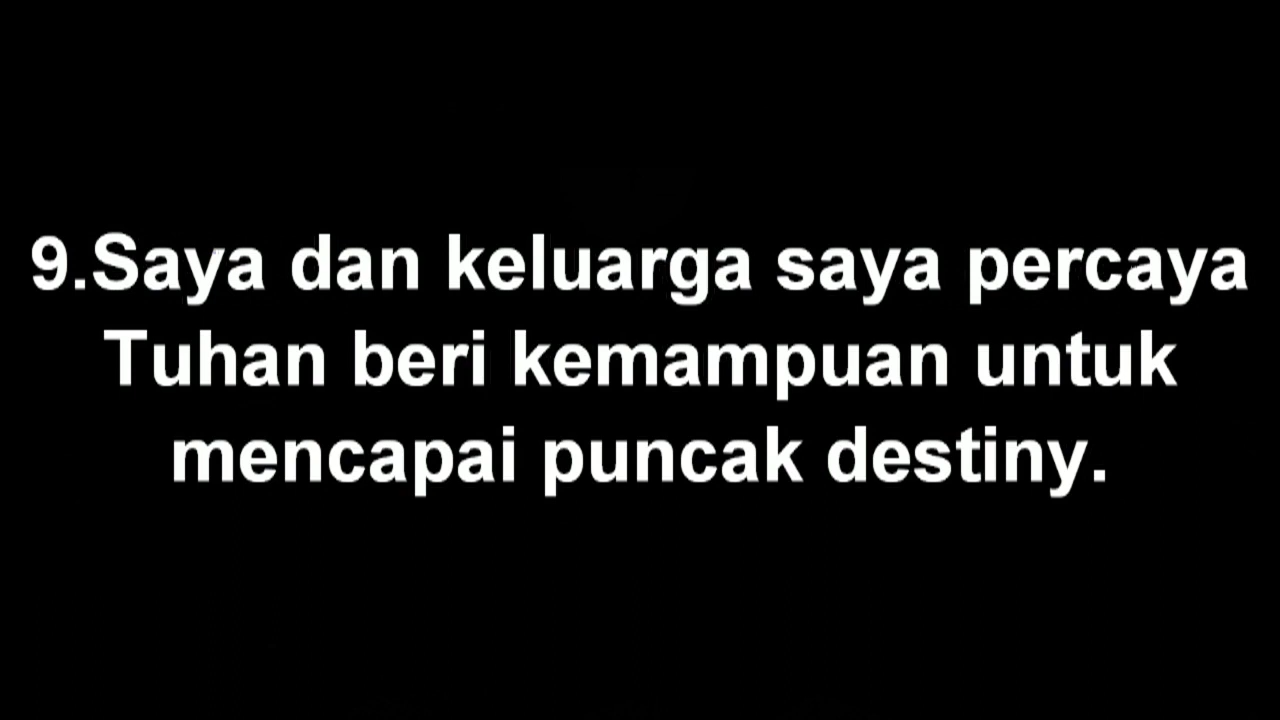 9.Saya dan keluarga saya percaya
Tuhan beri kemampuan untuk
mencapai puncak destiny.